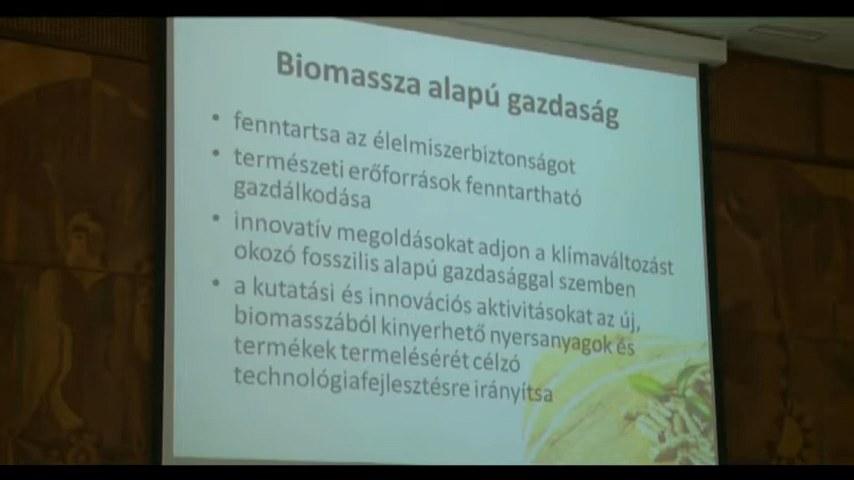 Biomassza alapú gazdaság
• fenntartsa az élelmiszerbiztonságot
• természeti erőforrások fenntartható
gazdálkodása
• innovatív megoldásokat adjon a klímaváltozást
okozó fosszilis alapú gazdasággal szemben
• a kutatási és innovációs aktivitásokat az új,
biomasszából kinyerhető nyersanyagok és
termékek termelésérét célzó
technológiafejlesztésre irányítsa